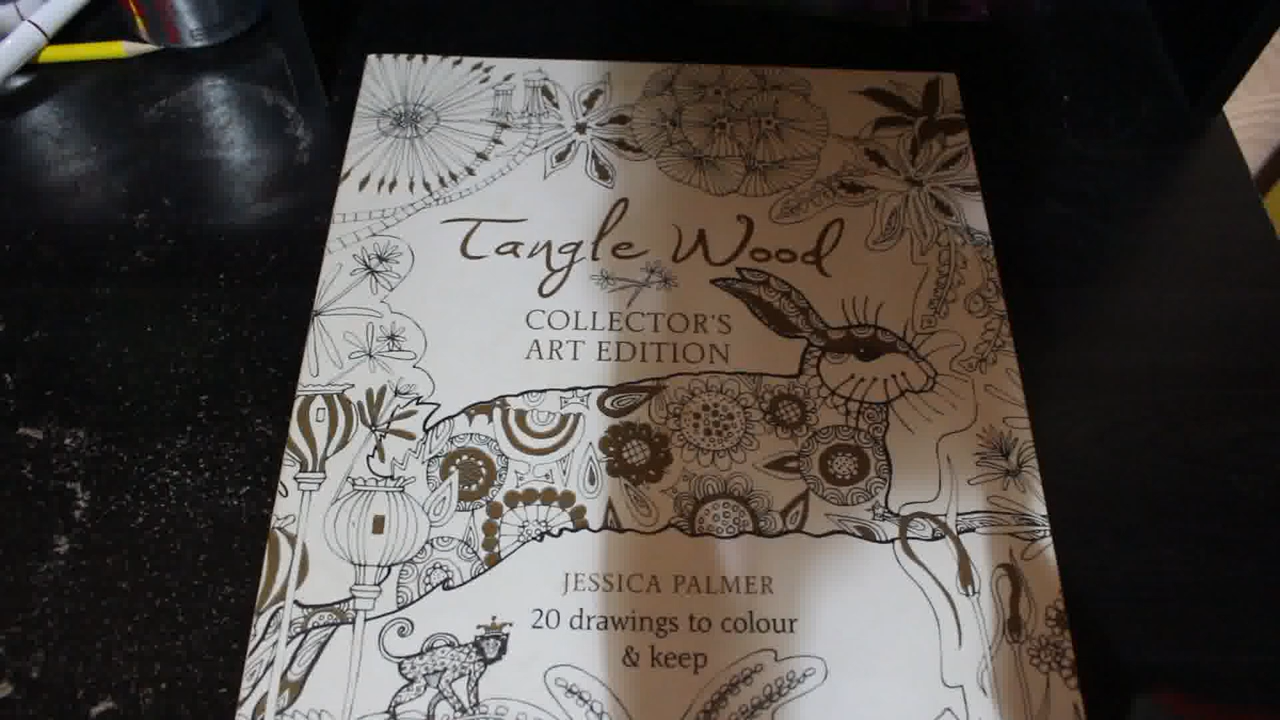 Tangle Wood
COLLECTOR'S
ART EDITION
JESSICA PALMER
20 drawings to colour
& keep